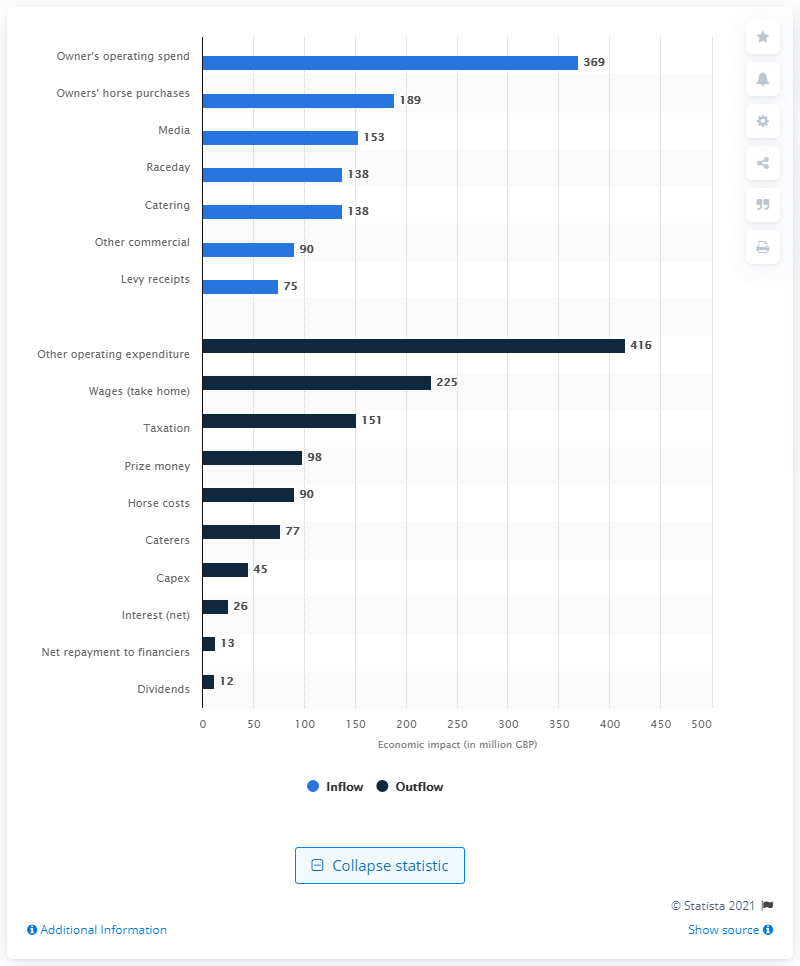 Owner's operating spend 369
Owners' horse purchases 189
Media 153
Raceday 138
Catering 138
Other commercial 90
Levy receipts 75
Other operating expenditure 416
Wages (take home) 225
Taxation 151
Prize money 98
Horse costs 90
Caterers 77
Capex 45
Interest (net) 26
Net repayment to financiers 13
Dividends 12
0 50 100 150 200 250 300 350 400 450 500
Economic impact (in million GBP)
Inflow Outflow
Collapse statistic
© Statista 2021
Additional Information Show source